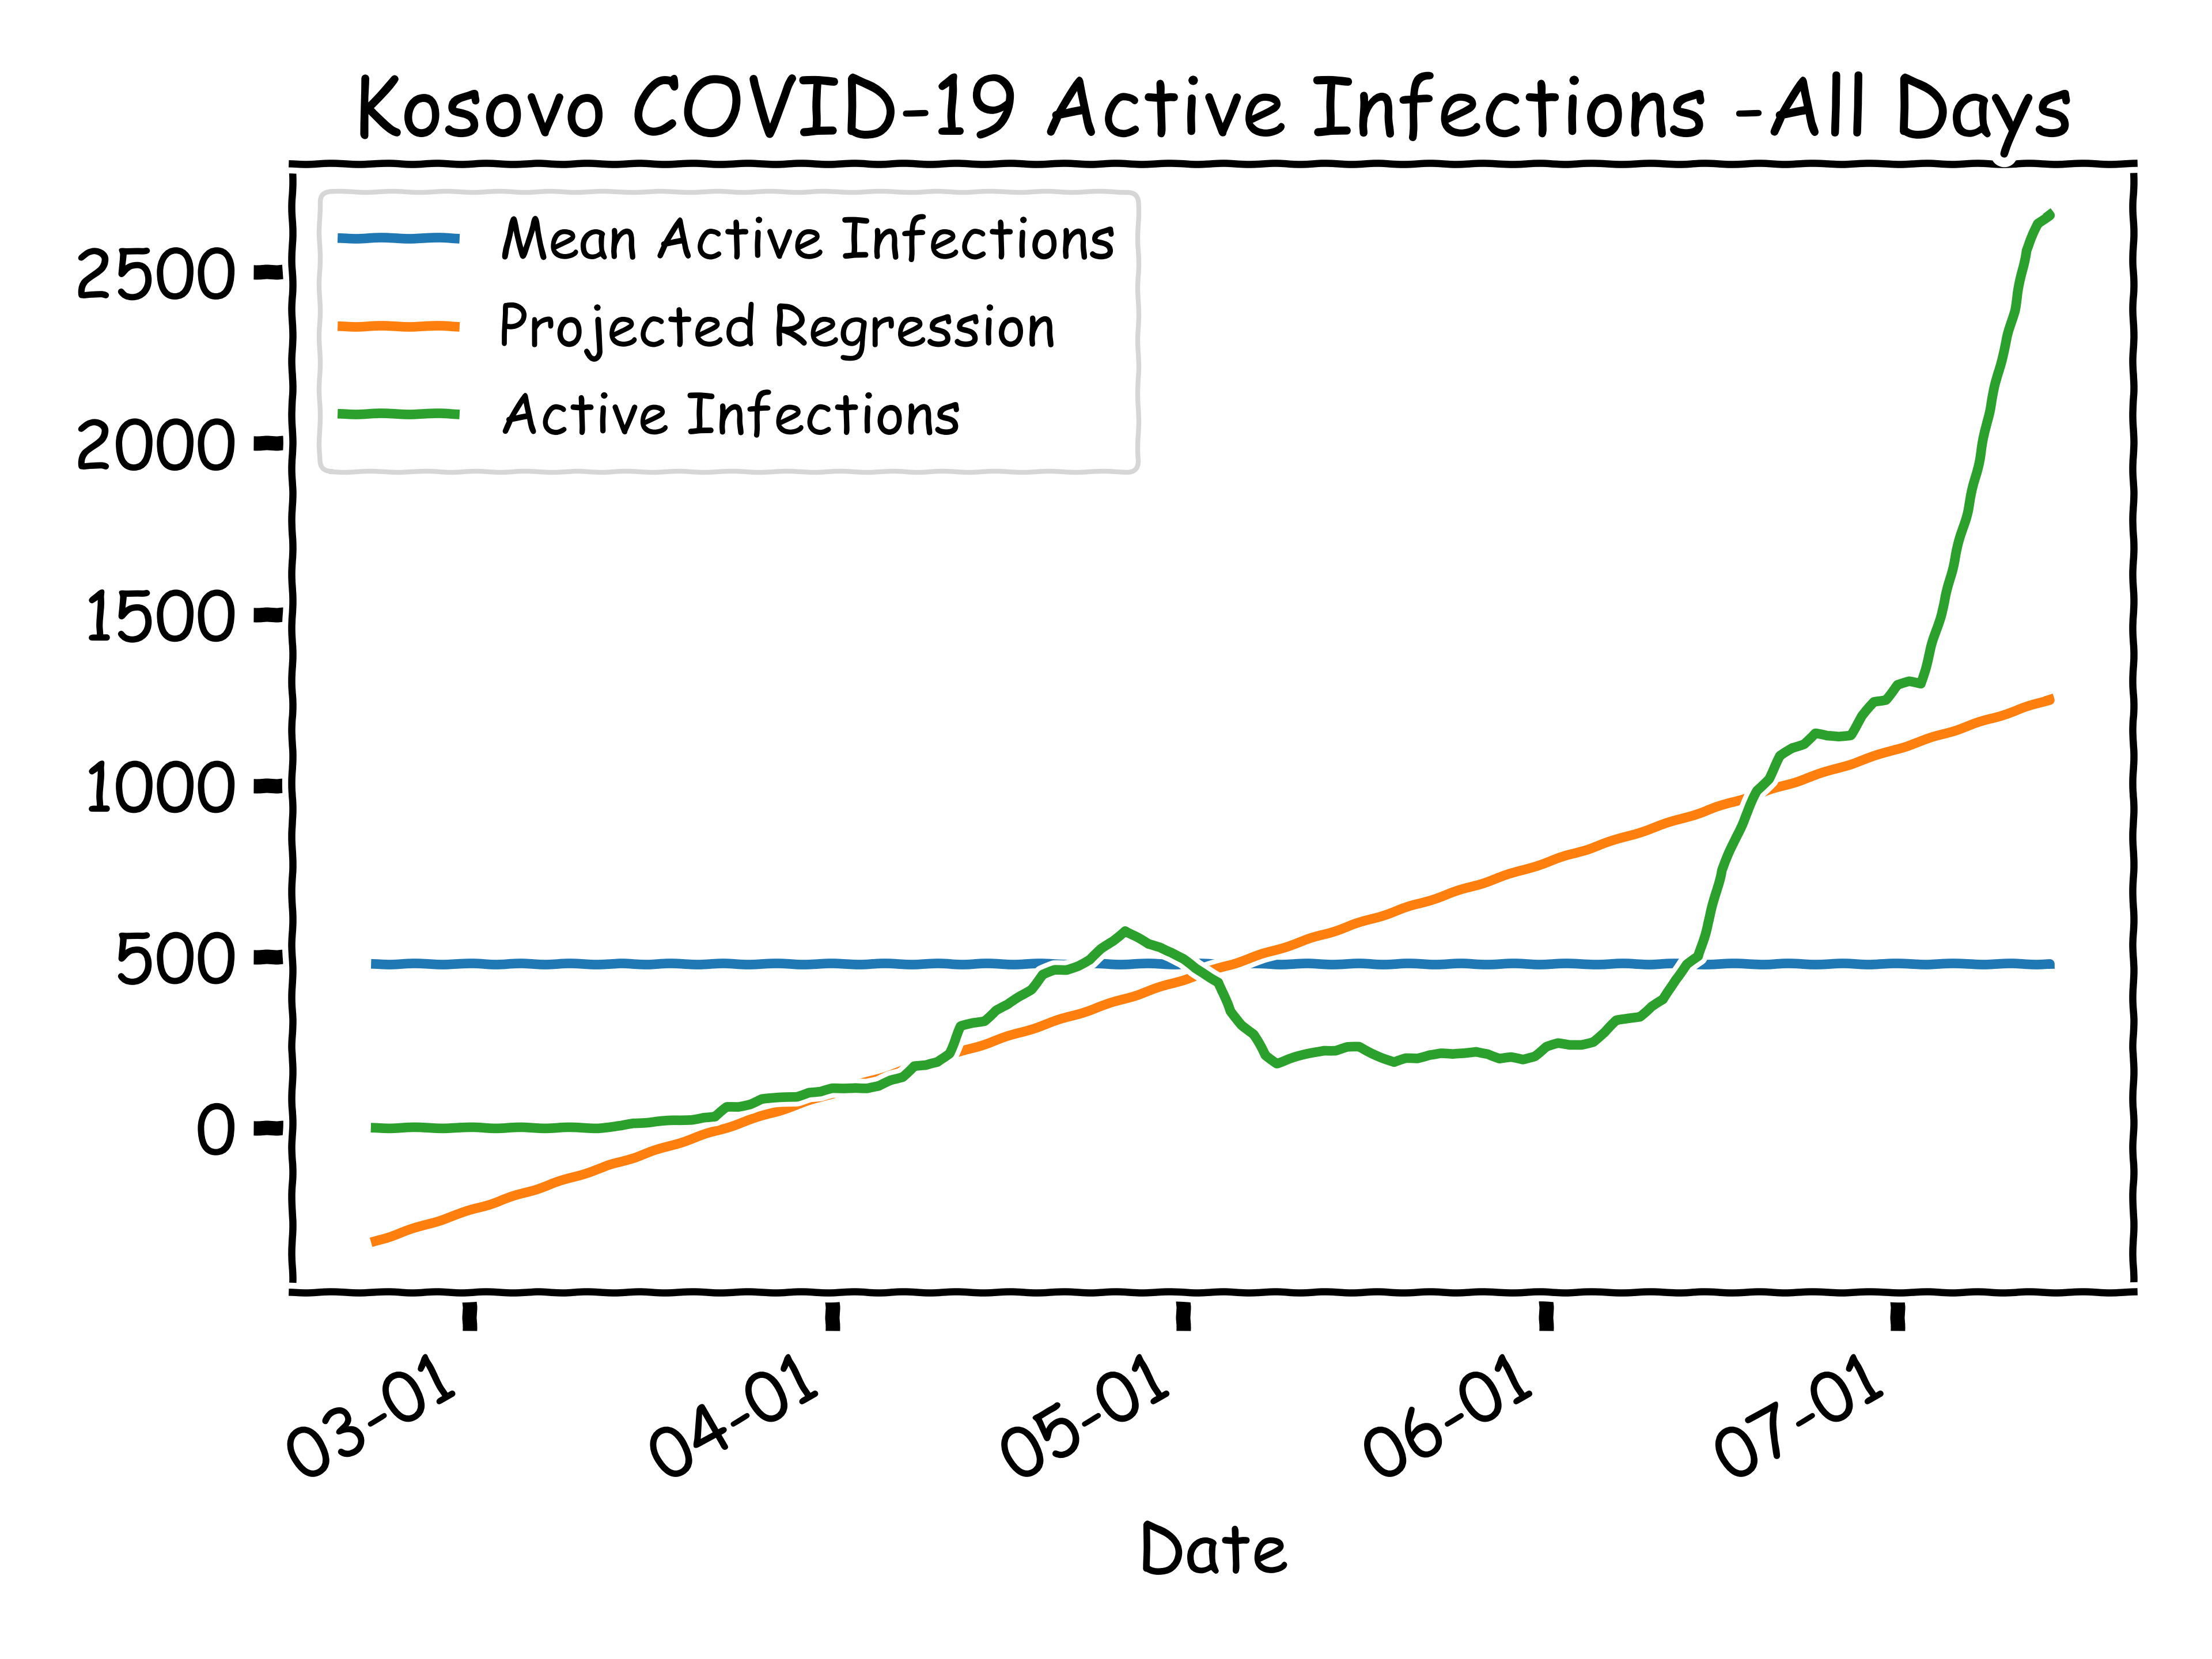 Kosovo COVID-19 Active Infections -All Days
Mean Active Infections
Projected Regression
Active Infections
2500
2000
1500
1000
500
0
03-01
04-01
05-01
06-01
07-01
Date